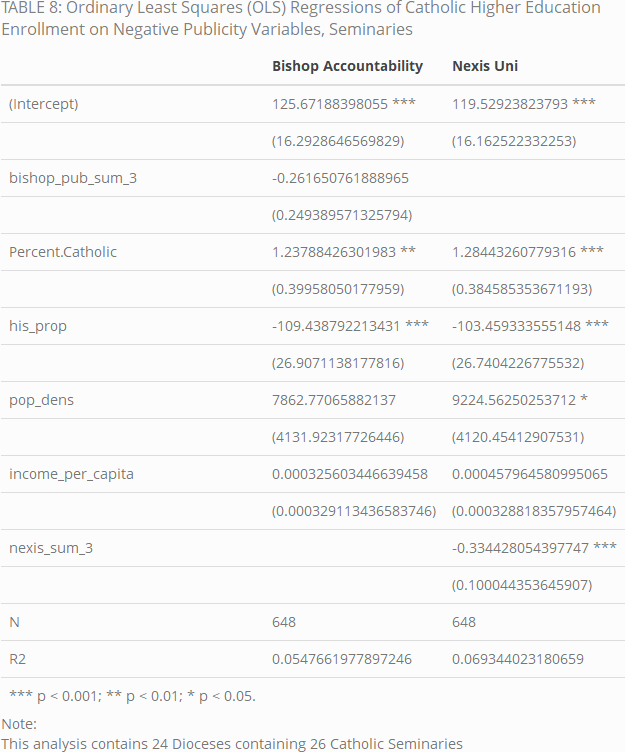 TABLE 8: Ordinary Least Squares (OLS) Regressions of Catholic Higher Education
Enrollment on Negative Publicity Variables, Seminaries
Bishop Accountability Nexis Uni
(Intercept) 125.67188398055 *** 119.52923823793 ***
(16.2928646569829) (16.162522332253)
bishop_pub_sum_3 -0.261650761888965
(0.249389571325794)
Percent.Catholic 1.23788426301983 ** 1.28443260779316 ***
(0.39958050177959) (0.384585353671193)
his_prop -109.438792213431 *** -103.459333555148 ***
(26.9071138177816) (26.7404226775532)
pop_dens 7862.77065882137 9224.56250253712 *
(4131.92317726446) (4120.45412907531)
income_per_capita 0.000325603446639458 0.000457964580995065
(0.000329113436583746) (0.000328818357957464)
nexis_sum_3 -0.334428054397747 ***
(0.100044353645907)
N 648 648
R2 0.0547661977897246 0.069344023180659
*** p < 0.001; ** p < 0.01; * p < 0.05.
Note:
This analysis contains 24 Dioceses containing 26 Catholic Seminaries